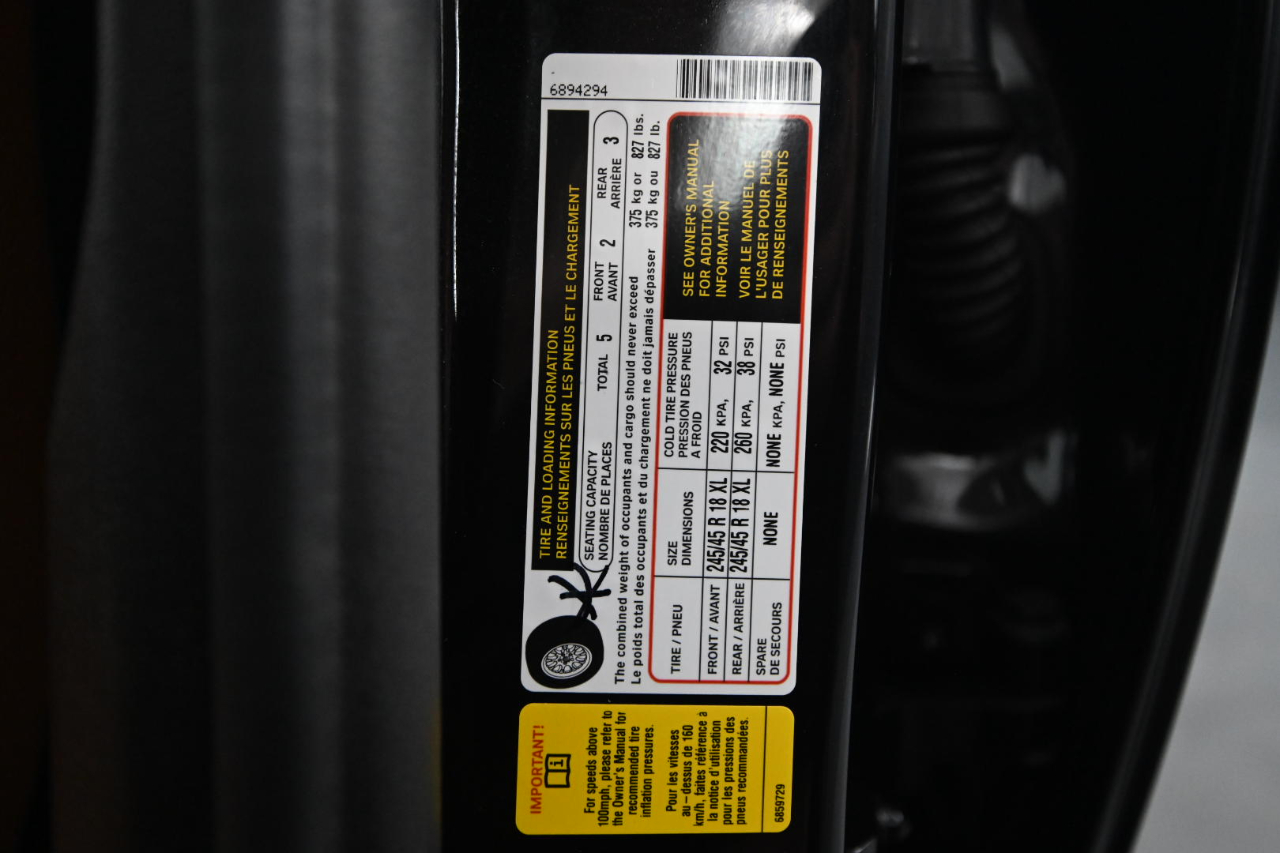 6894294
TIRE AND LOADING INFORMATION
RENSEIGNEMENTS SUR LES PNEUS ET LE CHARGEMENT
SEATING CAPACITY
NOMBRE DE PLACES
TOTAL 5
FRONT
AVANT 2
REAR
ARRIÈRE 3
The combined weight of occupants and cargo should never exceed 375 kg or 827 lbs.
Le poids total des occupants et du chargement ne doit jamais dépasser 375 kg ou 827 lb.
TIRE / PNEU
SIZE
DIMENSIONS
COLD TIRE PRESSURE
PRESSION DES PNEUS
A FROID
FRONT / AVANT 245/45 R 18 XL 220 KPA, 32 PSI
REAR / ARRIÈRE 245/45 R 18 XL 260 KPA, 38 PSI
SPARE
DE SECOURS NONE NONE KPA, NONE PSI
SEE OWNER'S MANUAL
FOR ADDITIONAL
INFORMATION
VOIR LE MANUEL DE
L'USAGER POUR PLUS
DE RENSEIGNEMENTS
IMPORTANT!
i
For speeds above
100mph, please refer to
the Owner's Manual for
recommended tire
inflation pressures.
Pour les vitesses
au – dessus de 160
km/h, faites référence à
la notice d'utilisation
pour les pressions des
pneus recommandées.
6859729